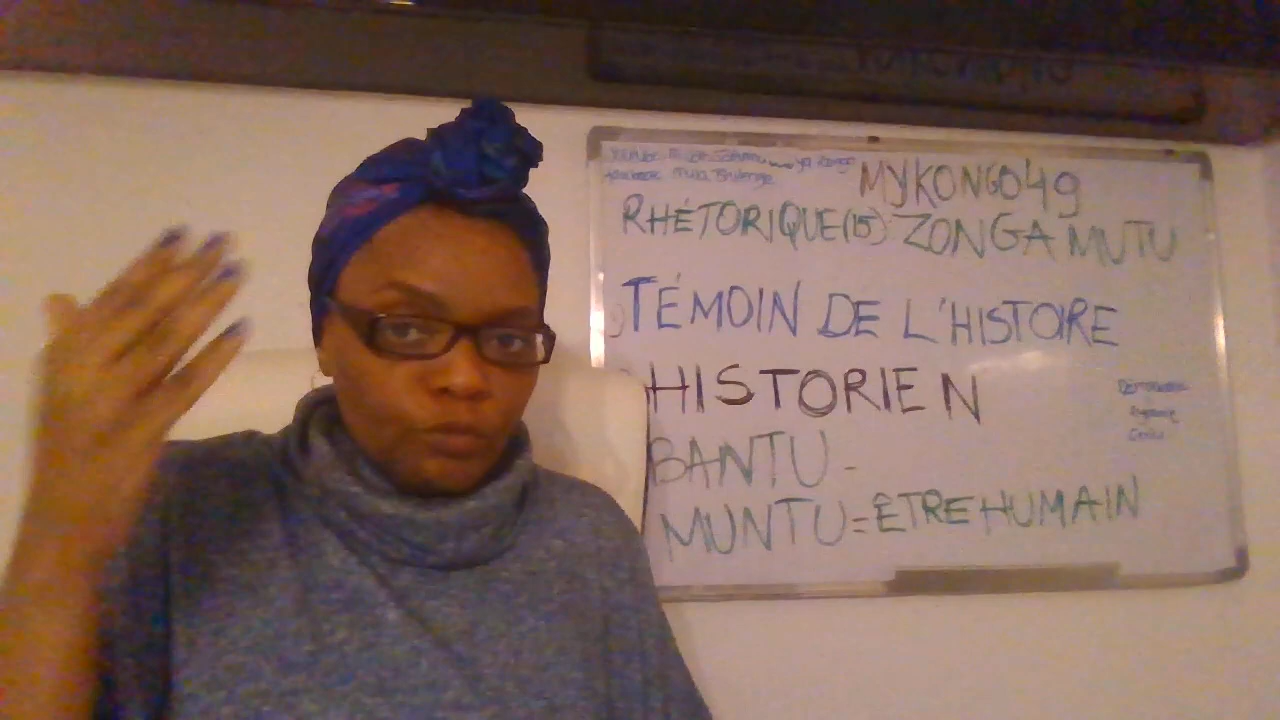 MYKONGO49
RHÉTORIQUE(15) ZONGA MUTU
TÉMOIN DE L'HISTOIRE
HISTORIEN
BANTU -
MUNTU = ÊTRE HUMAIN